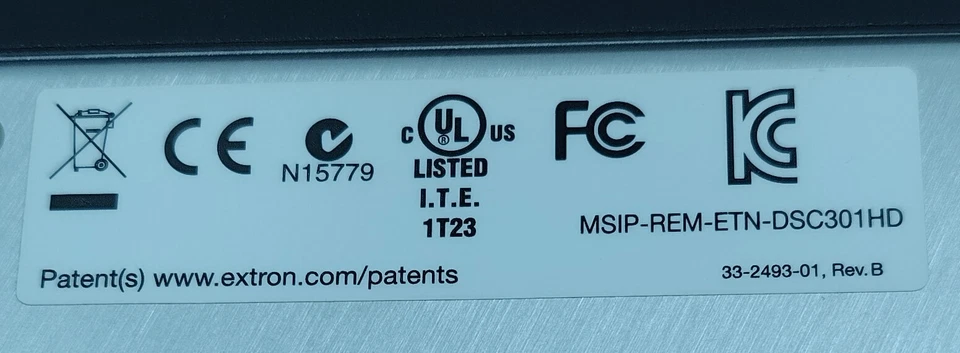 CE
N15779
C UL® US
LISTED
I.T.E.
1T23
FC
KC
MSIP-REM-ETN-DSC301HD
Patent(s) www.extron.com/patents
33-2493-01, Rev. B